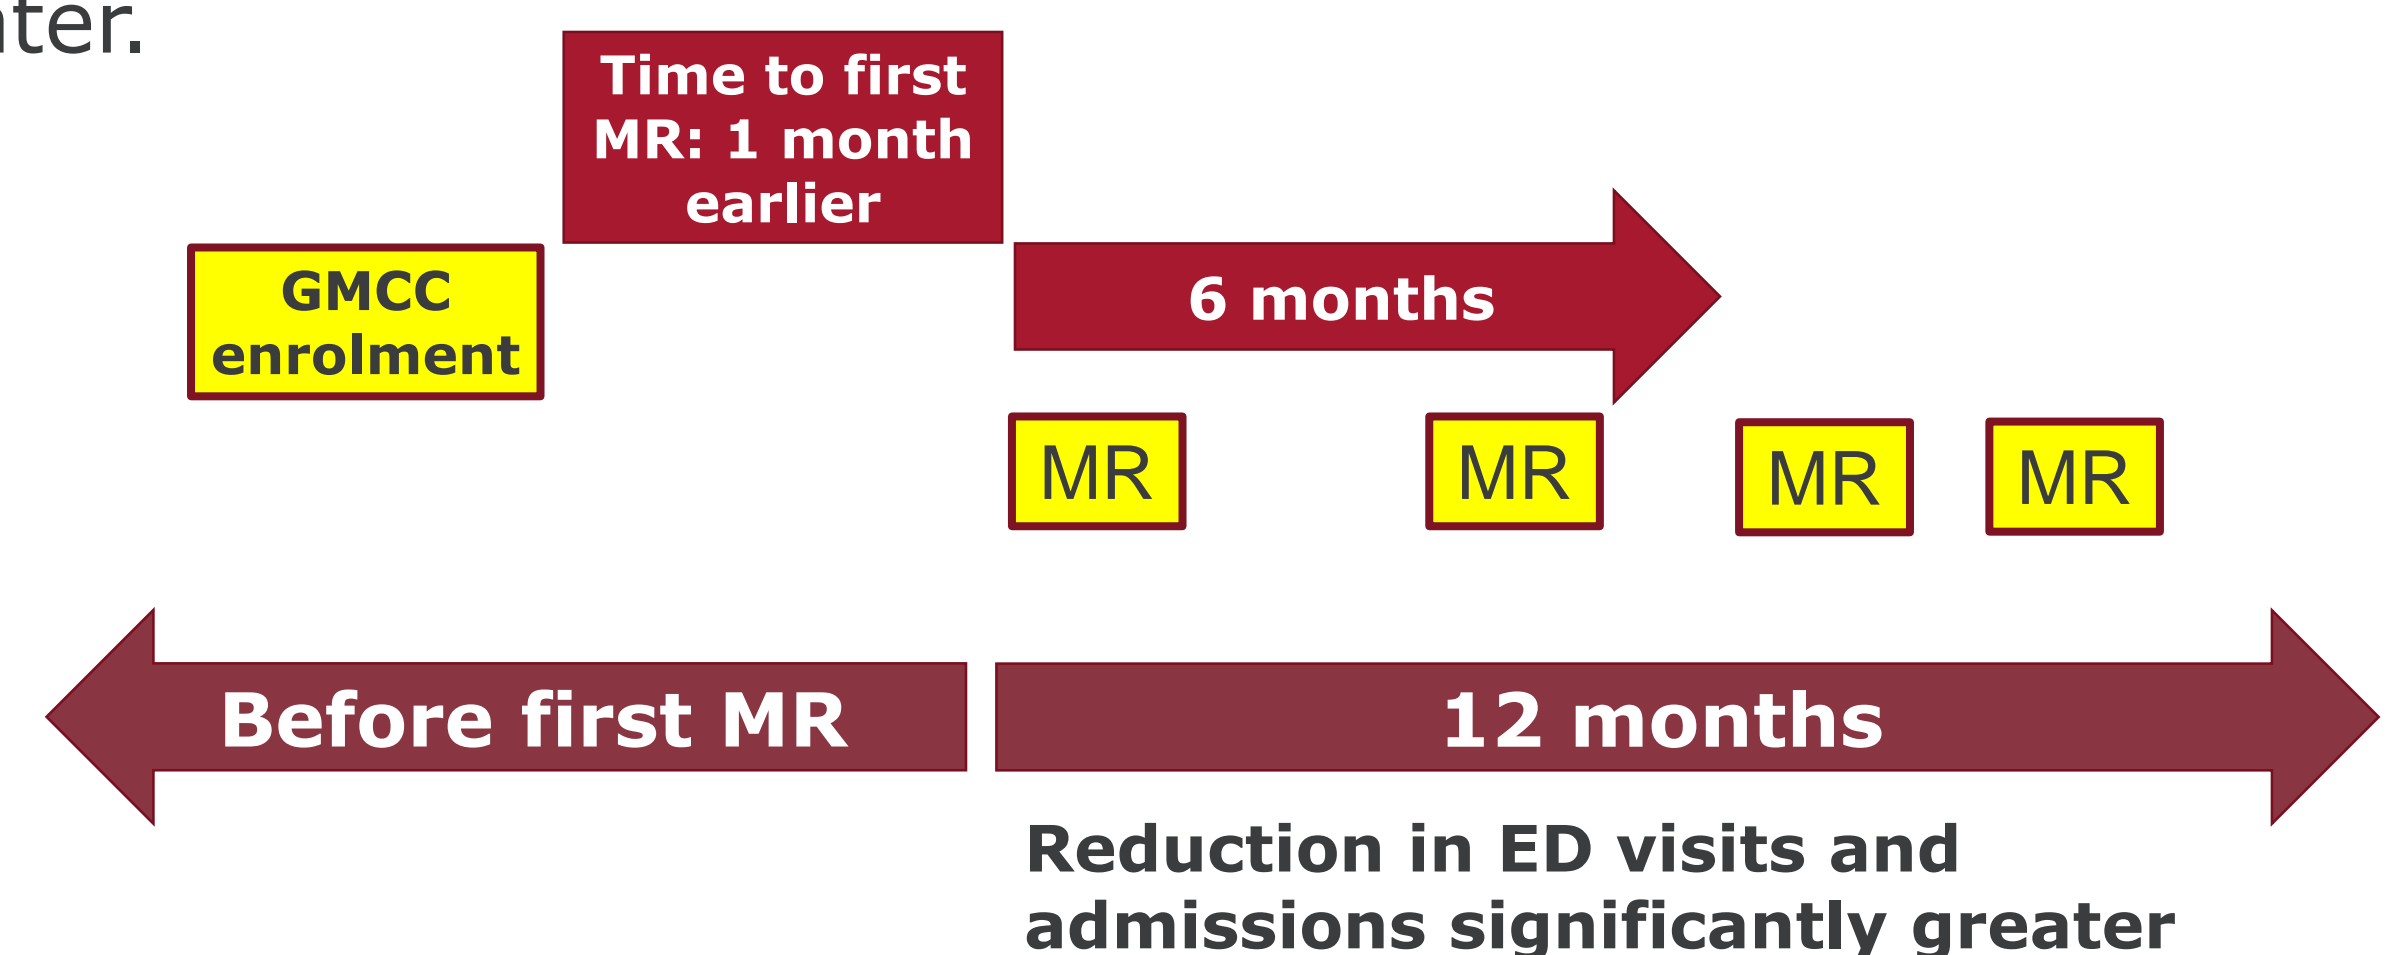 Time to first
MR: 1 month
earlier
GMCC
enrolment
6 months
MR MR MR MR
Before first MR
12 months
Reduction in ED visits and
admissions significantly greater